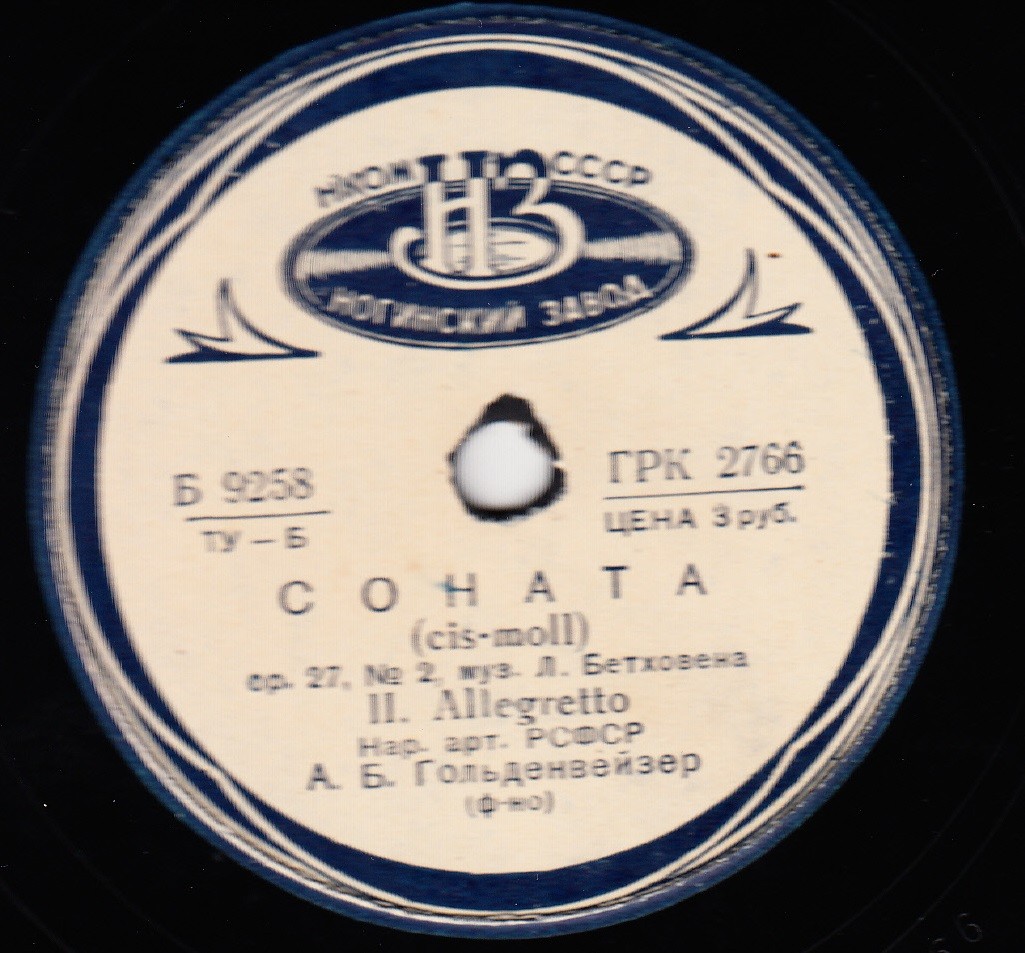 НКОМ СССР
НЗ
НОГИНСКИЙ ЗАВОД
Б 9258
ТУ – Б
ГРК 2766
ЦЕНА 3 руб.
СОНАТА
(cis-moll)
ор. 27, № 2, муз. Л. Бетховена
II. Allegretto
Нар. арт. РСФСР
А. Б. Гольденвейзер
(ф-но)